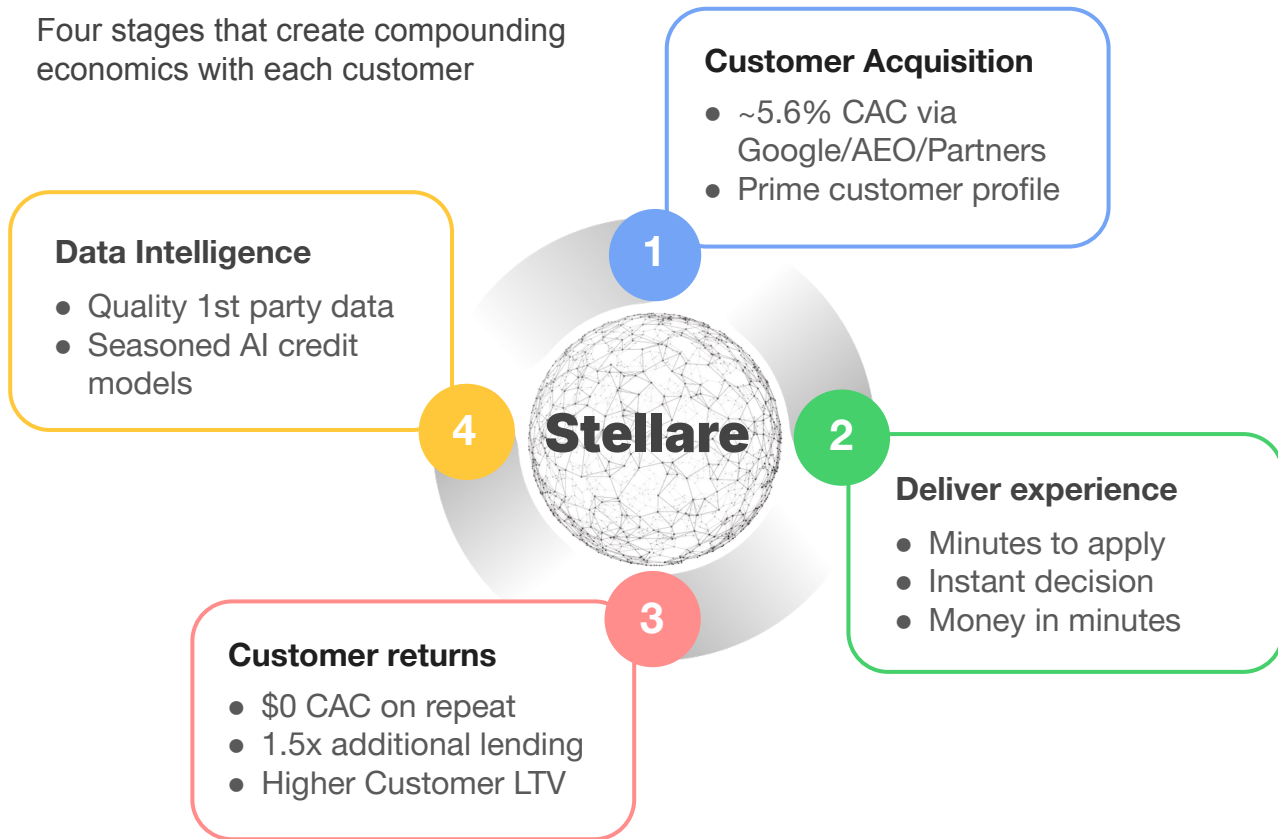 Four stages that create compounding
economics with each customer
1
Customer Acquisition
● ~5.6% CAC via
Google/AEO/Partners
● Prime customer profile
2
Deliver experience
● Minutes to apply
● Instant decision
● Money in minutes
3
Customer returns
● $0 CAC on repeat
● 1.5x additional lending
● Higher Customer LTV
4
Data Intelligence
● Quality 1st party data
● Seasoned AI credit
models
Stellare